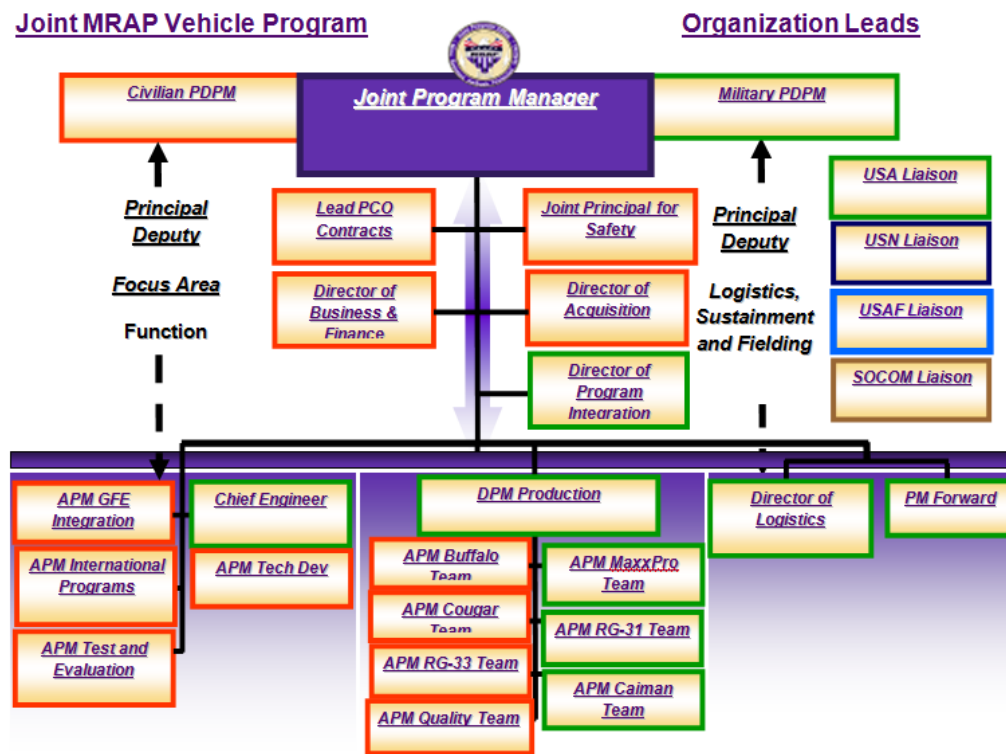 Joint MRAP Vehicle Program
Organization Leads
Civilian PDPM
Joint Program Manager
Military PDPM
Principal
Deputy
Focus Area
Function
Lead PCO
Contracts
Joint Principal for
Safety
Director of
Business &
Finance
Director of
Acquisition
Director of
Program
Integration
Principal
Deputy
Logistics,
Sustainment
and Fielding
USA Liaison
USN Liaison
USAF Liaison
SOCOM Liaison
APM GFE
Integration
Chief Engineer
APM International
Programs
APM Tech Dev
APM Test and
Evaluation
DPM Production
APM Buffalo
Team
APM MaxxPro
Team
APM Cougar
Team
APM RG-31 Team
APM RG-33 Team
APM Caiman
Team
APM Quality Team
Director of
Logistics
PM Forward